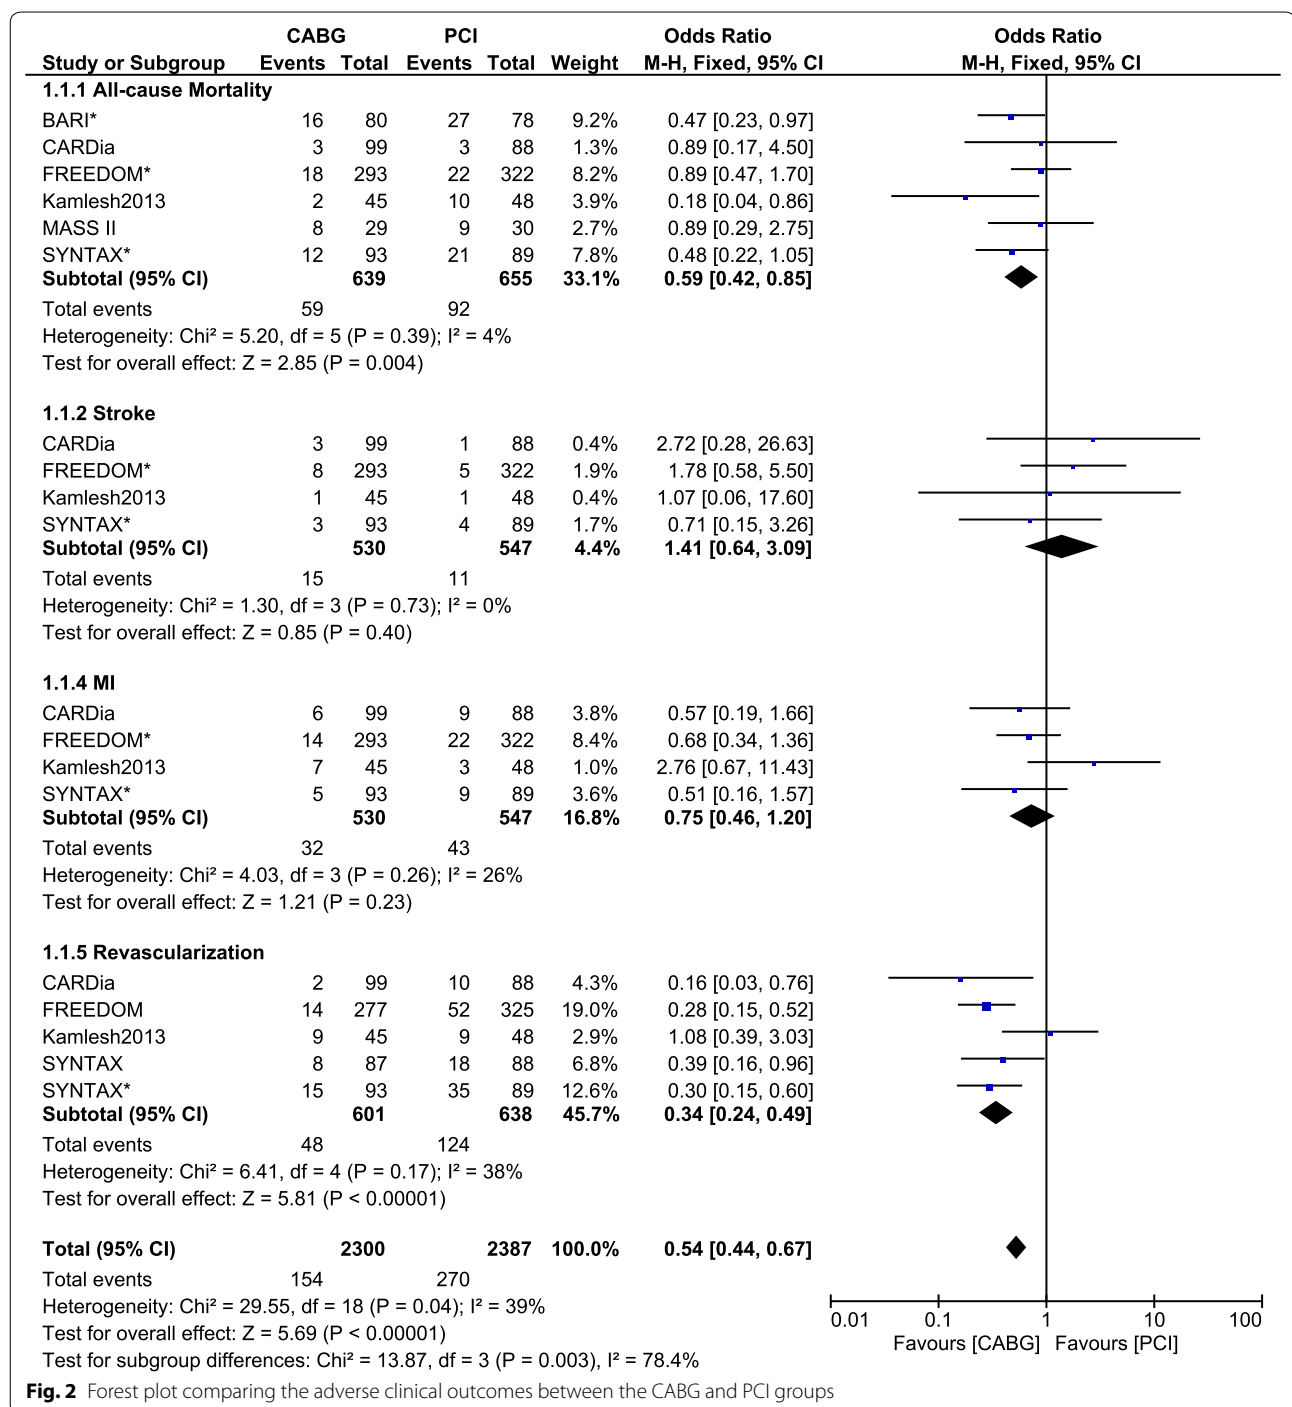 CABG PCI Odds Ratio Odds Ratio
Study or Subgroup Events Total Events Total Weight M-H, Fixed, 95% CI M-H, Fixed, 95% CI
1.1.1 All-cause Mortality
BARI* 16 80 27 78 9.2% 0.47 [0.23, 0.97]
CARDia 3 99 3 88 1.3% 0.89 [0.17, 4.50]
FREEDOM* 18 293 22 322 8.2% 0.89 [0.47, 1.70]
Kamlesh2013 2 45 10 48 3.9% 0.18 [0.04, 0.86]
MASS II 8 29 9 30 2.7% 0.89 [0.29, 2.75]
SYNTAX* 12 93 21 89 7.8% 0.48 [0.22, 1.05]
Subtotal (95% CI) 639 655 33.1% 0.59 [0.42, 0.85]
Total events 59 92
Heterogeneity: Chi² = 5.20, df = 5 (P = 0.39); I² = 4%
Test for overall effect: Z = 2.85 (P = 0.004)
1.1.2 Stroke
CARDia 3 99 1 88 0.4% 2.72 [0.28, 26.63]
FREEDOM* 8 293 5 322 1.9% 1.78 [0.58, 5.50]
Kamlesh2013 1 45 1 48 0.4% 1.07 [0.06, 17.60]
SYNTAX* 3 93 4 89 1.7% 0.71 [0.15, 3.26]
Subtotal (95% CI) 530 547 4.4% 1.41 [0.64, 3.09]
Total events 15 11
Heterogeneity: Chi² = 1.30, df = 3 (P = 0.73); I² = 0%
Test for overall effect: Z = 0.85 (P = 0.40)
1.1.4 MI
CARDia 6 99 9 88 3.8% 0.57 [0.19, 1.66]
FREEDOM* 14 293 22 322 8.4% 0.68 [0.34, 1.36]
Kamlesh2013 7 45 3 48 1.0% 2.76 [0.67, 11.43]
SYNTAX* 5 93 9 89 3.6% 0.51 [0.16, 1.57]
Subtotal (95% CI) 530 547 16.8% 0.75 [0.46, 1.20]
Total events 32 43
Heterogeneity: Chi² = 4.03, df = 3 (P = 0.26); I² = 26%
Test for overall effect: Z = 1.21 (P = 0.23)
1.1.5 Revascularization
CARDia 2 99 10 88 4.3% 0.16 [0.03, 0.76]
FREEDOM 14 277 52 325 19.0% 0.28 [0.15, 0.52]
Kamlesh2013 9 45 9 48 2.9% 1.08 [0.39, 3.03]
SYNTAX 8 87 18 88 6.8% 0.39 [0.16, 0.96]
SYNTAX* 15 93 35 89 12.6% 0.30 [0.15, 0.60]
Subtotal (95% CI) 601 638 45.7% 0.34 [0.24, 0.49]
Total events 48 124
Heterogeneity: Chi² = 6.41, df = 4 (P = 0.17); I² = 38%
Test for overall effect: Z = 5.81 (P < 0.00001)
Total (95% CI) 2300 2387 100.0% 0.54 [0.44, 0.67]
Total events 154 270
Heterogeneity: Chi² = 29.55, df = 18 (P = 0.04); I² = 39%
Test for overall effect: Z = 5.69 (P < 0.00001)
Test for subgroup differences: Chi² = 13.87, df = 3 (P = 0.003), I² = 78.4%
0.01 0.1 1 10 100
Favours [CABG] Favours [PCI]
Fig. 2 Forest plot comparing the adverse clinical outcomes between the CABG and PCI groups